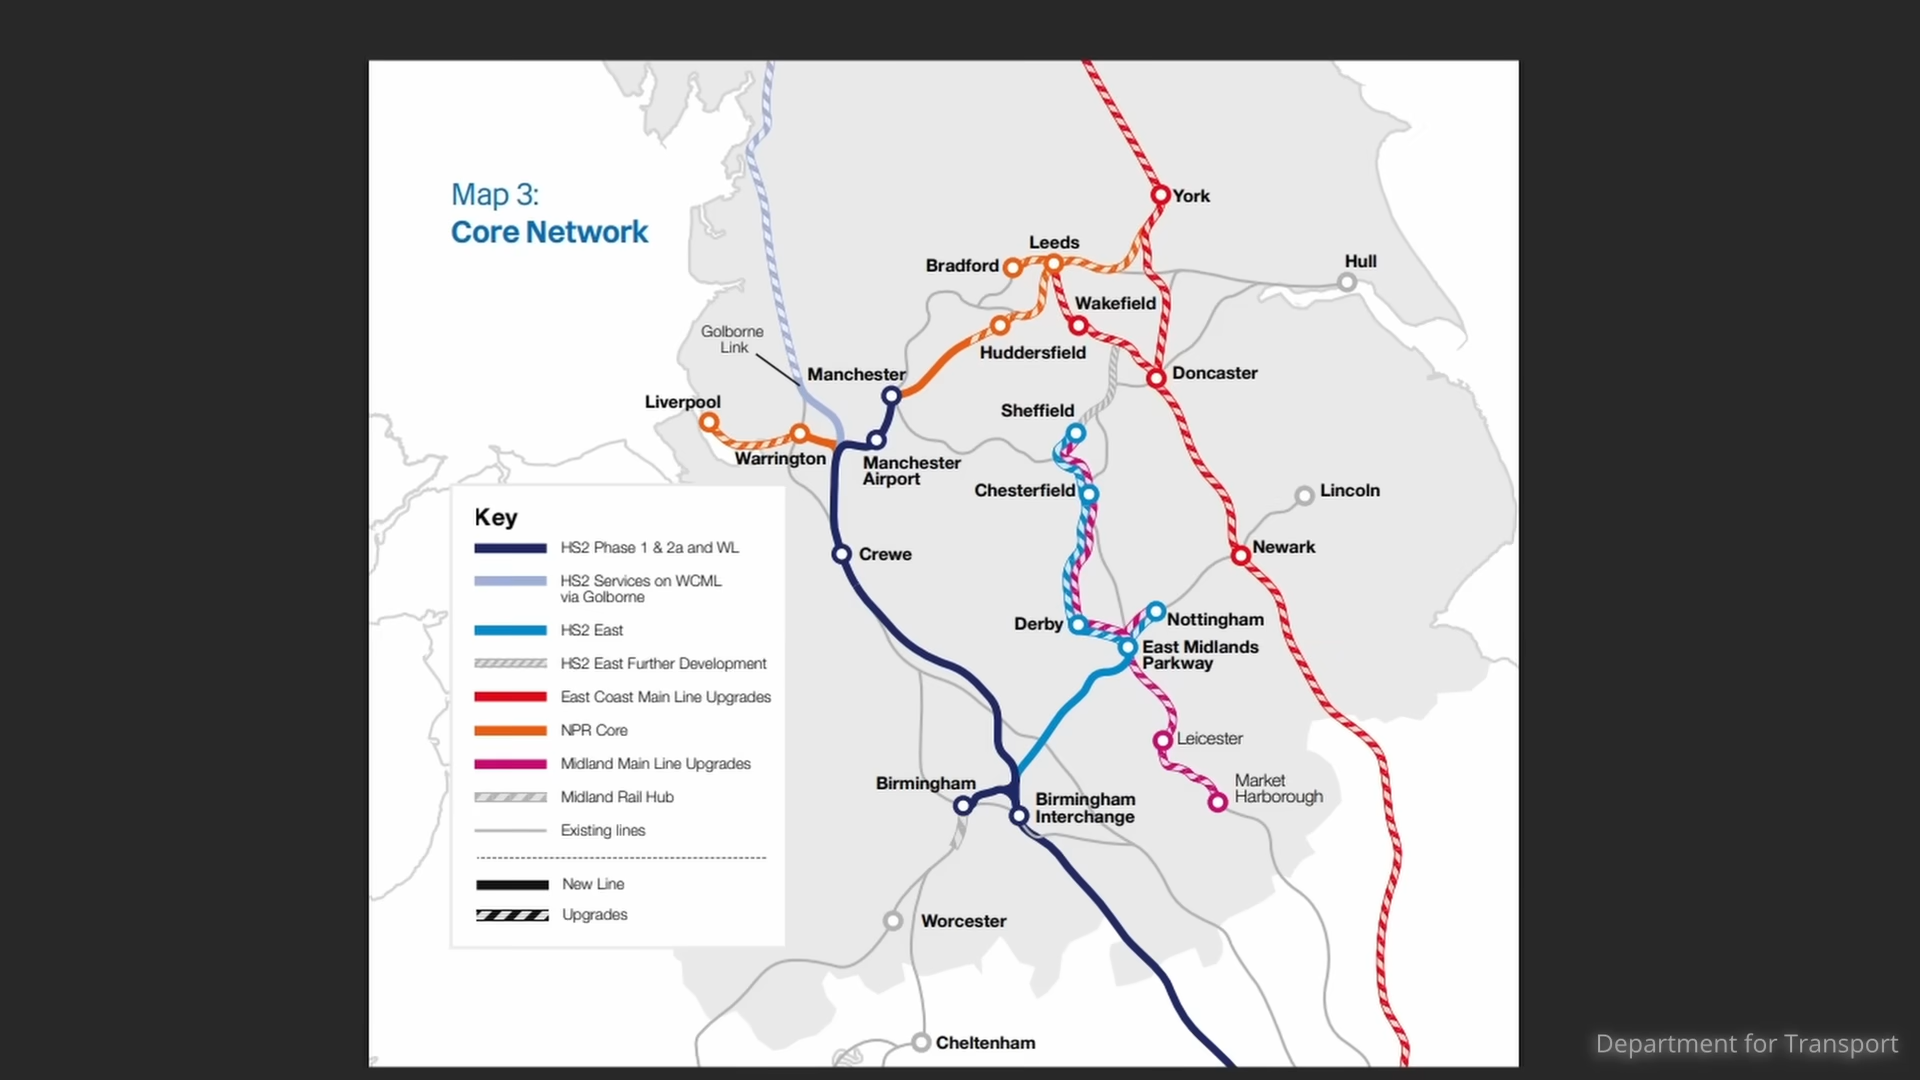 Map 3:
Core Network
York
Leeds
Bradford
Hull
Wakefield
Golborne
Link
Huddersfield
Manchester
Doncaster
Liverpool
Sheffield
Warrington
Manchester
Airport
Chesterfield
Lincoln
Crewe
Newark
Derby
Nottingham
East Midlands
Parkway
Leicester
Market
Harborough
Birmingham
Birmingham
Interchange
Worcester
Cheltenham
Key
HS2 Phase 1 & 2a and WL
HS2 Services on WCML
via Golborne
HS2 East
HS2 East Further Development
East Coast Main Line Upgrades
NPR Core
Midland Main Line Upgrades
Midland Rail Hub
Existing lines
New Line
Upgrades
Department for Transport